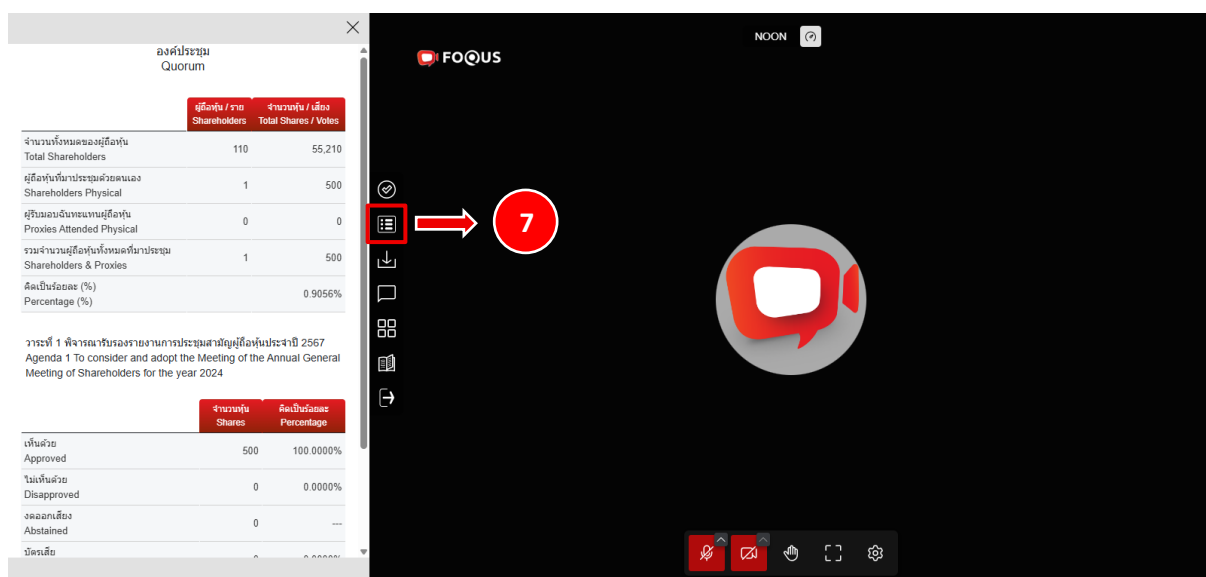 องค์ประชุม
Quorum
ผู้ถือหุ้น / ราย จำนวนหุ้น / เสียง
Shareholders Total Shares / Votes
จำนวนทั้งหมดของผู้ถือหุ้น
Total Shareholders
110 55,210
ผู้ถือหุ้นที่มาประชุมด้วยตนเอง
Shareholders Physical
1 500
ผู้รับมอบฉันทะแทนผู้ถือหุ้น
Proxies Attended Physical
0 0
รวมจำนวนผู้ถือหุ้นทั้งหมดที่มาประชุม
Shareholders & Proxies
1 500
คิดเป็นร้อยละ (%)
Percentage (%)
0.9056%
วาระที่ 1 พิจารณารับรองรายงานการประชุมสามัญผู้ถือหุ้นประจำปี 2567
Agenda 1 To consider and adopt the Meeting of the Annual General
Meeting of Shareholders for the year 2024
จำนวนหุ้น คิดเป็นร้อยละ
Shares Percentage
เห็นด้วย
Approved
500 100.0000%
ไม่เห็นด้วย
Disapproved
0 0.0000%
งดออกเสียง
Abstained
0 ---
บัตรเสีย
FOQUS
NOON
7